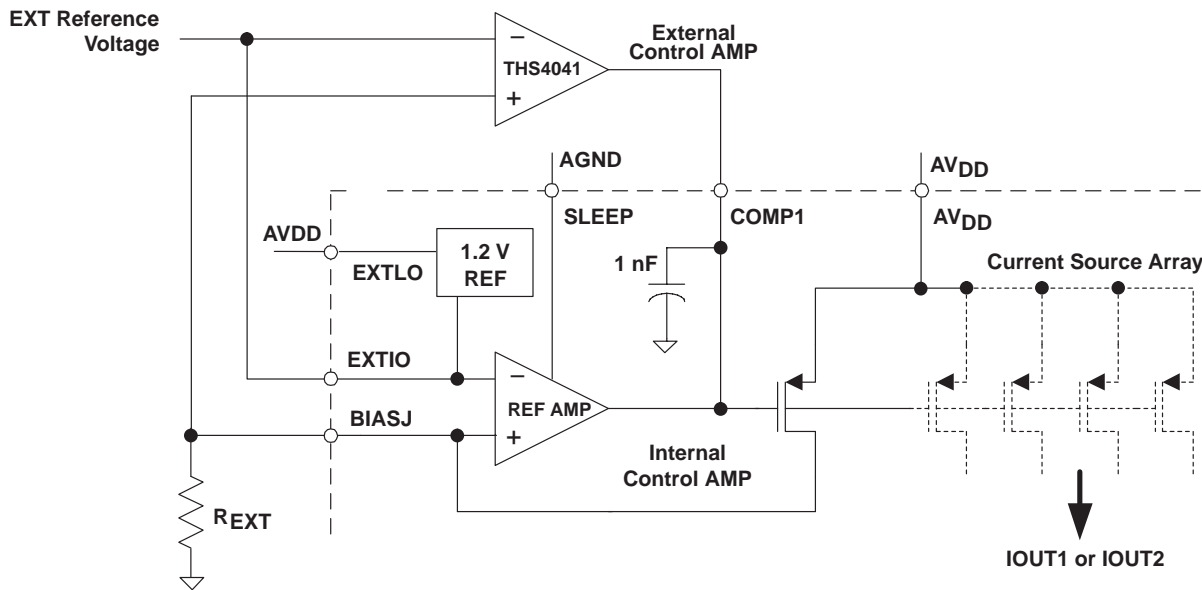 EXT Reference
Voltage
−
THS4041
+
External
Control AMP
AGND
AVDD
SLEEP
COMP1
AVDD
AVDD
EXTLO
1.2 V
REF
1 nF
Current Source Array
EXTIO
−
REF AMP
+
BIASJ
Internal
Control AMP
REXT
IOUT1 or IOUT2